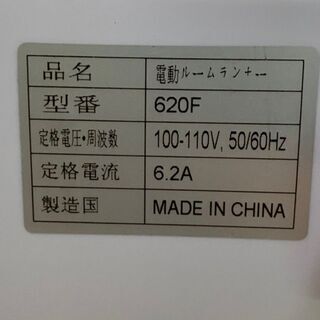 品名 電動ルームランナー
型番 620F
定格電圧・周波数 100-110V, 50/60Hz
定格電流 6.2A
製造国 MADE IN CHINA